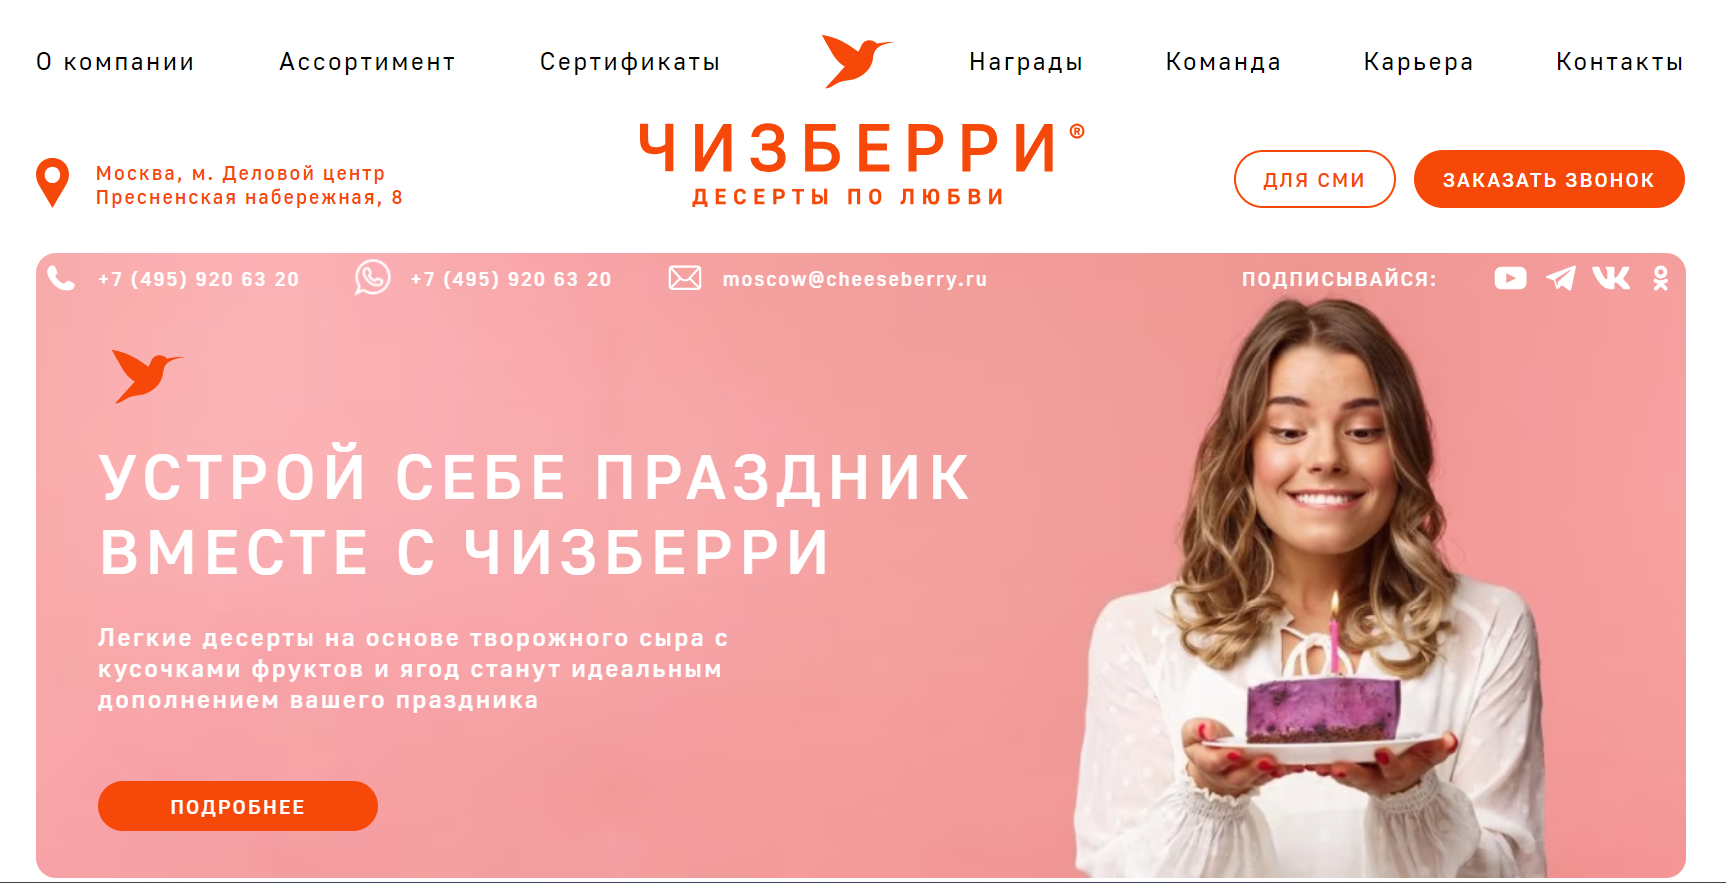 О компании
Ассортимент
Сертификаты
Награды
Команда
Карьера
Контакты
ЧИЗБЕРРИ®
ДЕСЕРТЫ ПО ЛЮБВИ
Москва, м. Деловой центр
Пресненская набережная, 8
ДЛЯ СМИ
ЗАКАЗАТЬ ЗВОНОК
+7 (495) 920 63 20
+7 (495) 920 63 20
moscow@cheeseberry.ru
ПОДПИСЫВАЙСЯ:
УСТРОЙ СЕБЕ ПРАЗДНИК
ВМЕСТЕ С ЧИЗБЕРРИ
Легкие десерты на основе творожного сыра с
кусочками фруктов и ягод станут идеальным
дополнением вашего праздника
ПОДРОБНЕЕ